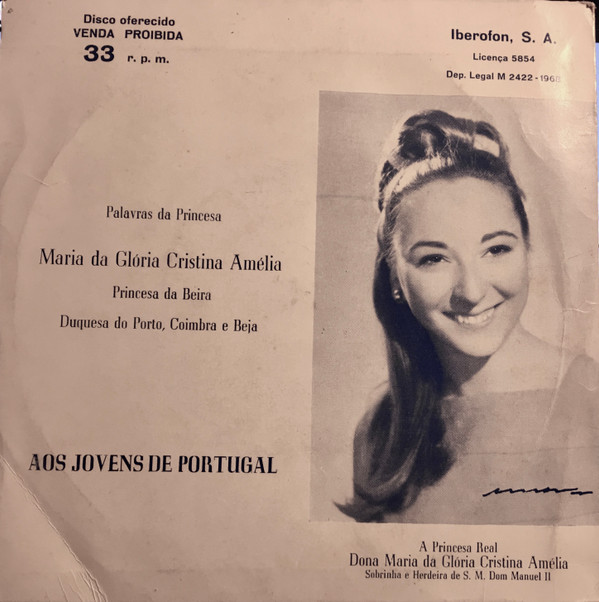 Disco oferecido
VENDA PROIBIDA
33 r. p. m.
Iberofon, S. A.
Licença 5854
Dep. Legal M 2422 - 1968
Palavras da Princesa
Maria da Glória Cristina Amélia
Princesa da Beira
Duquesa do Porto, Coimbra e Beja
AOS JOVENS DE PORTUGAL
A Princesa Real
Dona Maria da Glória Cristina Amélia
Sobrinha e Herdeira de S. M. Dom Manuel II